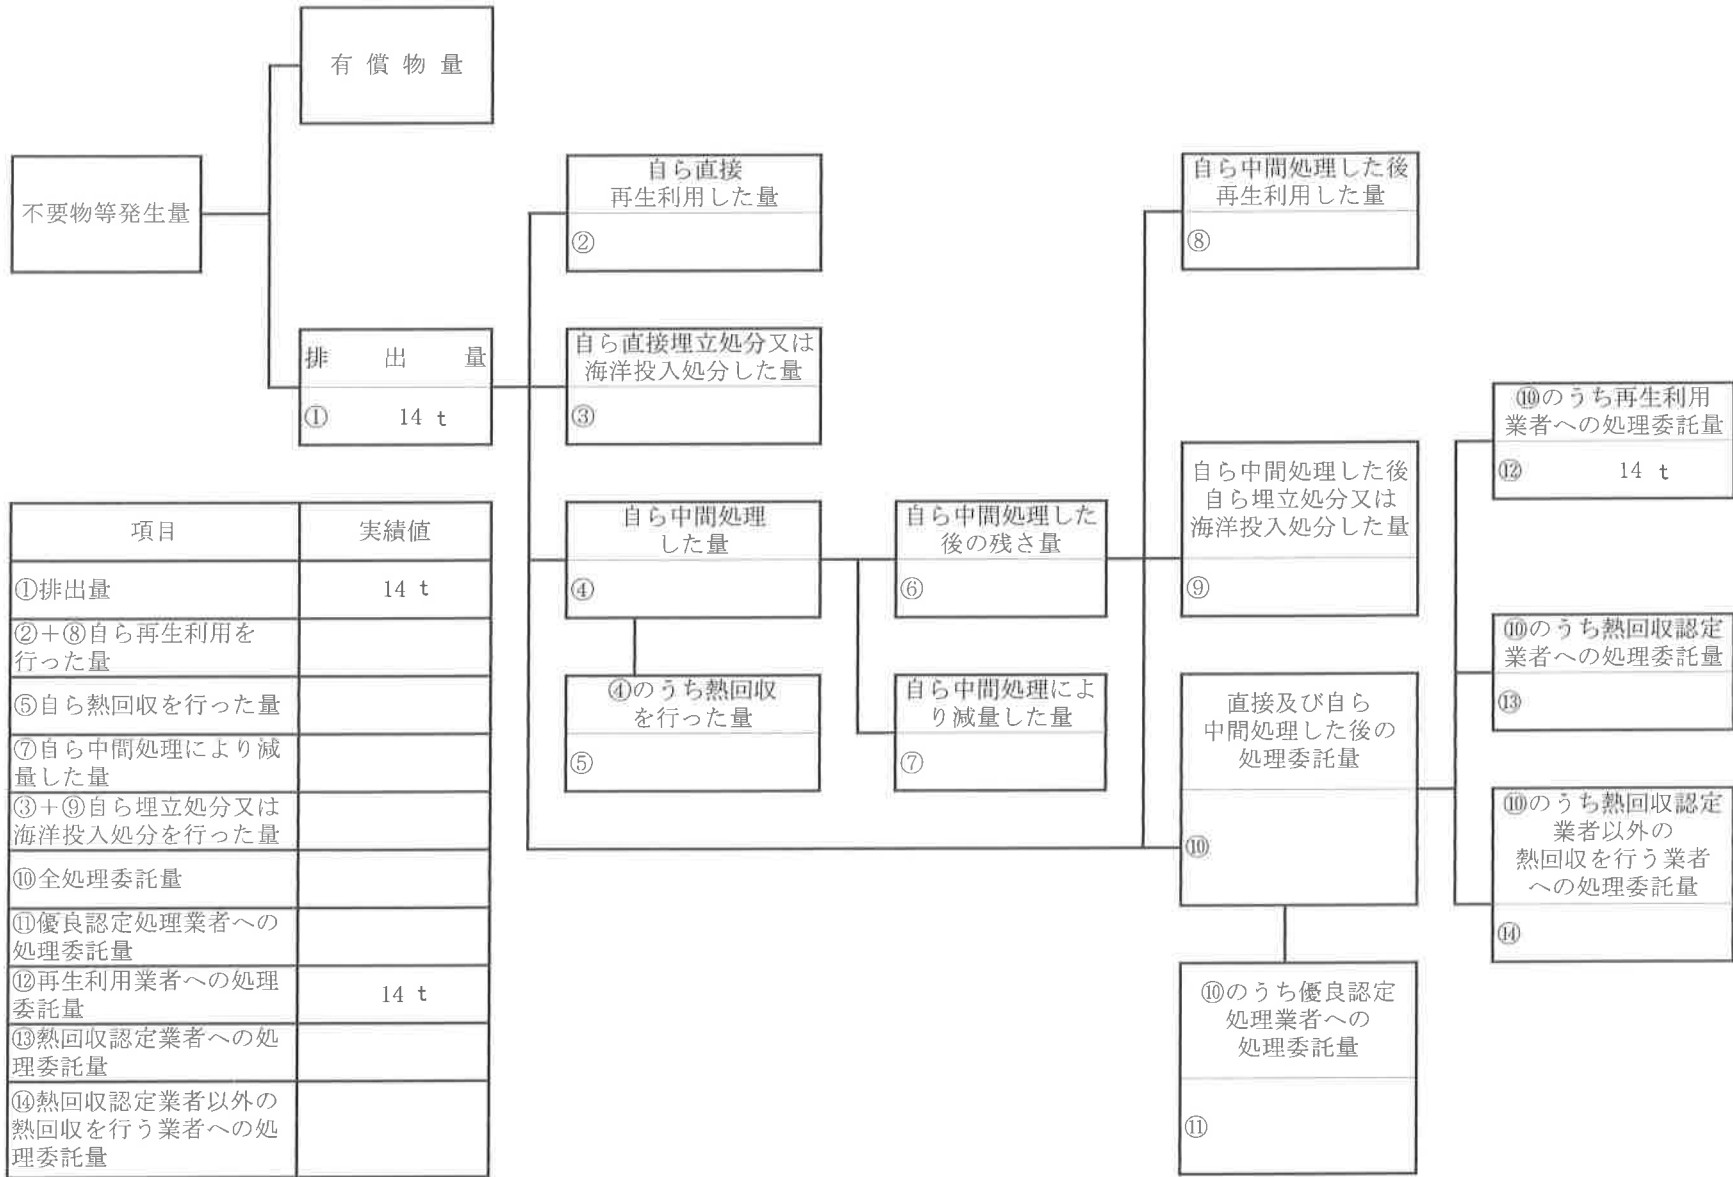 有償物量
不要物等発生量
排出量
① 14 t
自ら直接
再生利用した量
②
自ら直接埋立処分又は
海洋投入処分した量
③
自ら中間処理
した量
④
④のうち熱回収
を行った量
⑤
自ら中間処理した
後の残さ量
⑥
自ら中間処理によ
り減量した量
⑦
自ら中間処理した後
再生利用した量
⑧
自ら中間処理した後
自ら埋立処分又は
海洋投入処分した量
⑨
直接及び自ら
中間処理した後の
処理委託量
⑩
⑩のうち優良認定
処理業者への
処理委託量
⑪
⑩のうち再生利用
業者への処理委託量
⑫ 14 t
⑩のうち熱回収認定
業者への処理委託量
⑬
⑩のうち熱回収認定
業者以外の
熱回収を行う業者
への処理委託量
⑭
項目 実績値
①排出量 14 t
②+⑧自ら再生利用を
行った量
⑤自ら熱回収を行った量
⑦自ら中間処理により減
量した量
③+⑨自ら埋立処分又は
海洋投入処分を行った量
⑩全処理委託量
⑪優良認定処理業者への
処理委託量
⑫再生利用業者への処理
委託量 14 t
⑬熱回収認定業者への処
理委託量
⑭熱回収認定業者以外の
熱回収を行う業者への処
理委託量